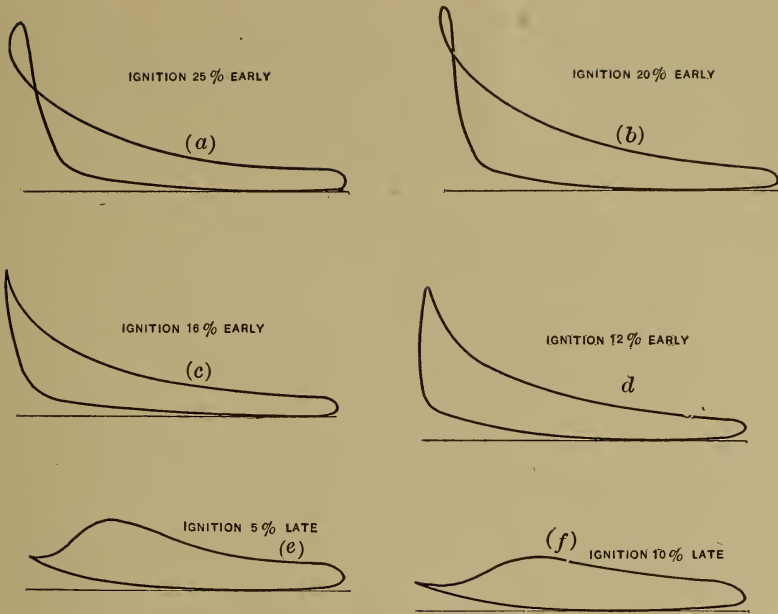 IGNITION 25% EARLY
(a)
IGNITION 20% EARLY
(b)
IGNITION 16% EARLY
(c)
IGNITION 12% EARLY
d
IGNITION 5% LATE
(e)
(f)
IGNITION 10% LATE